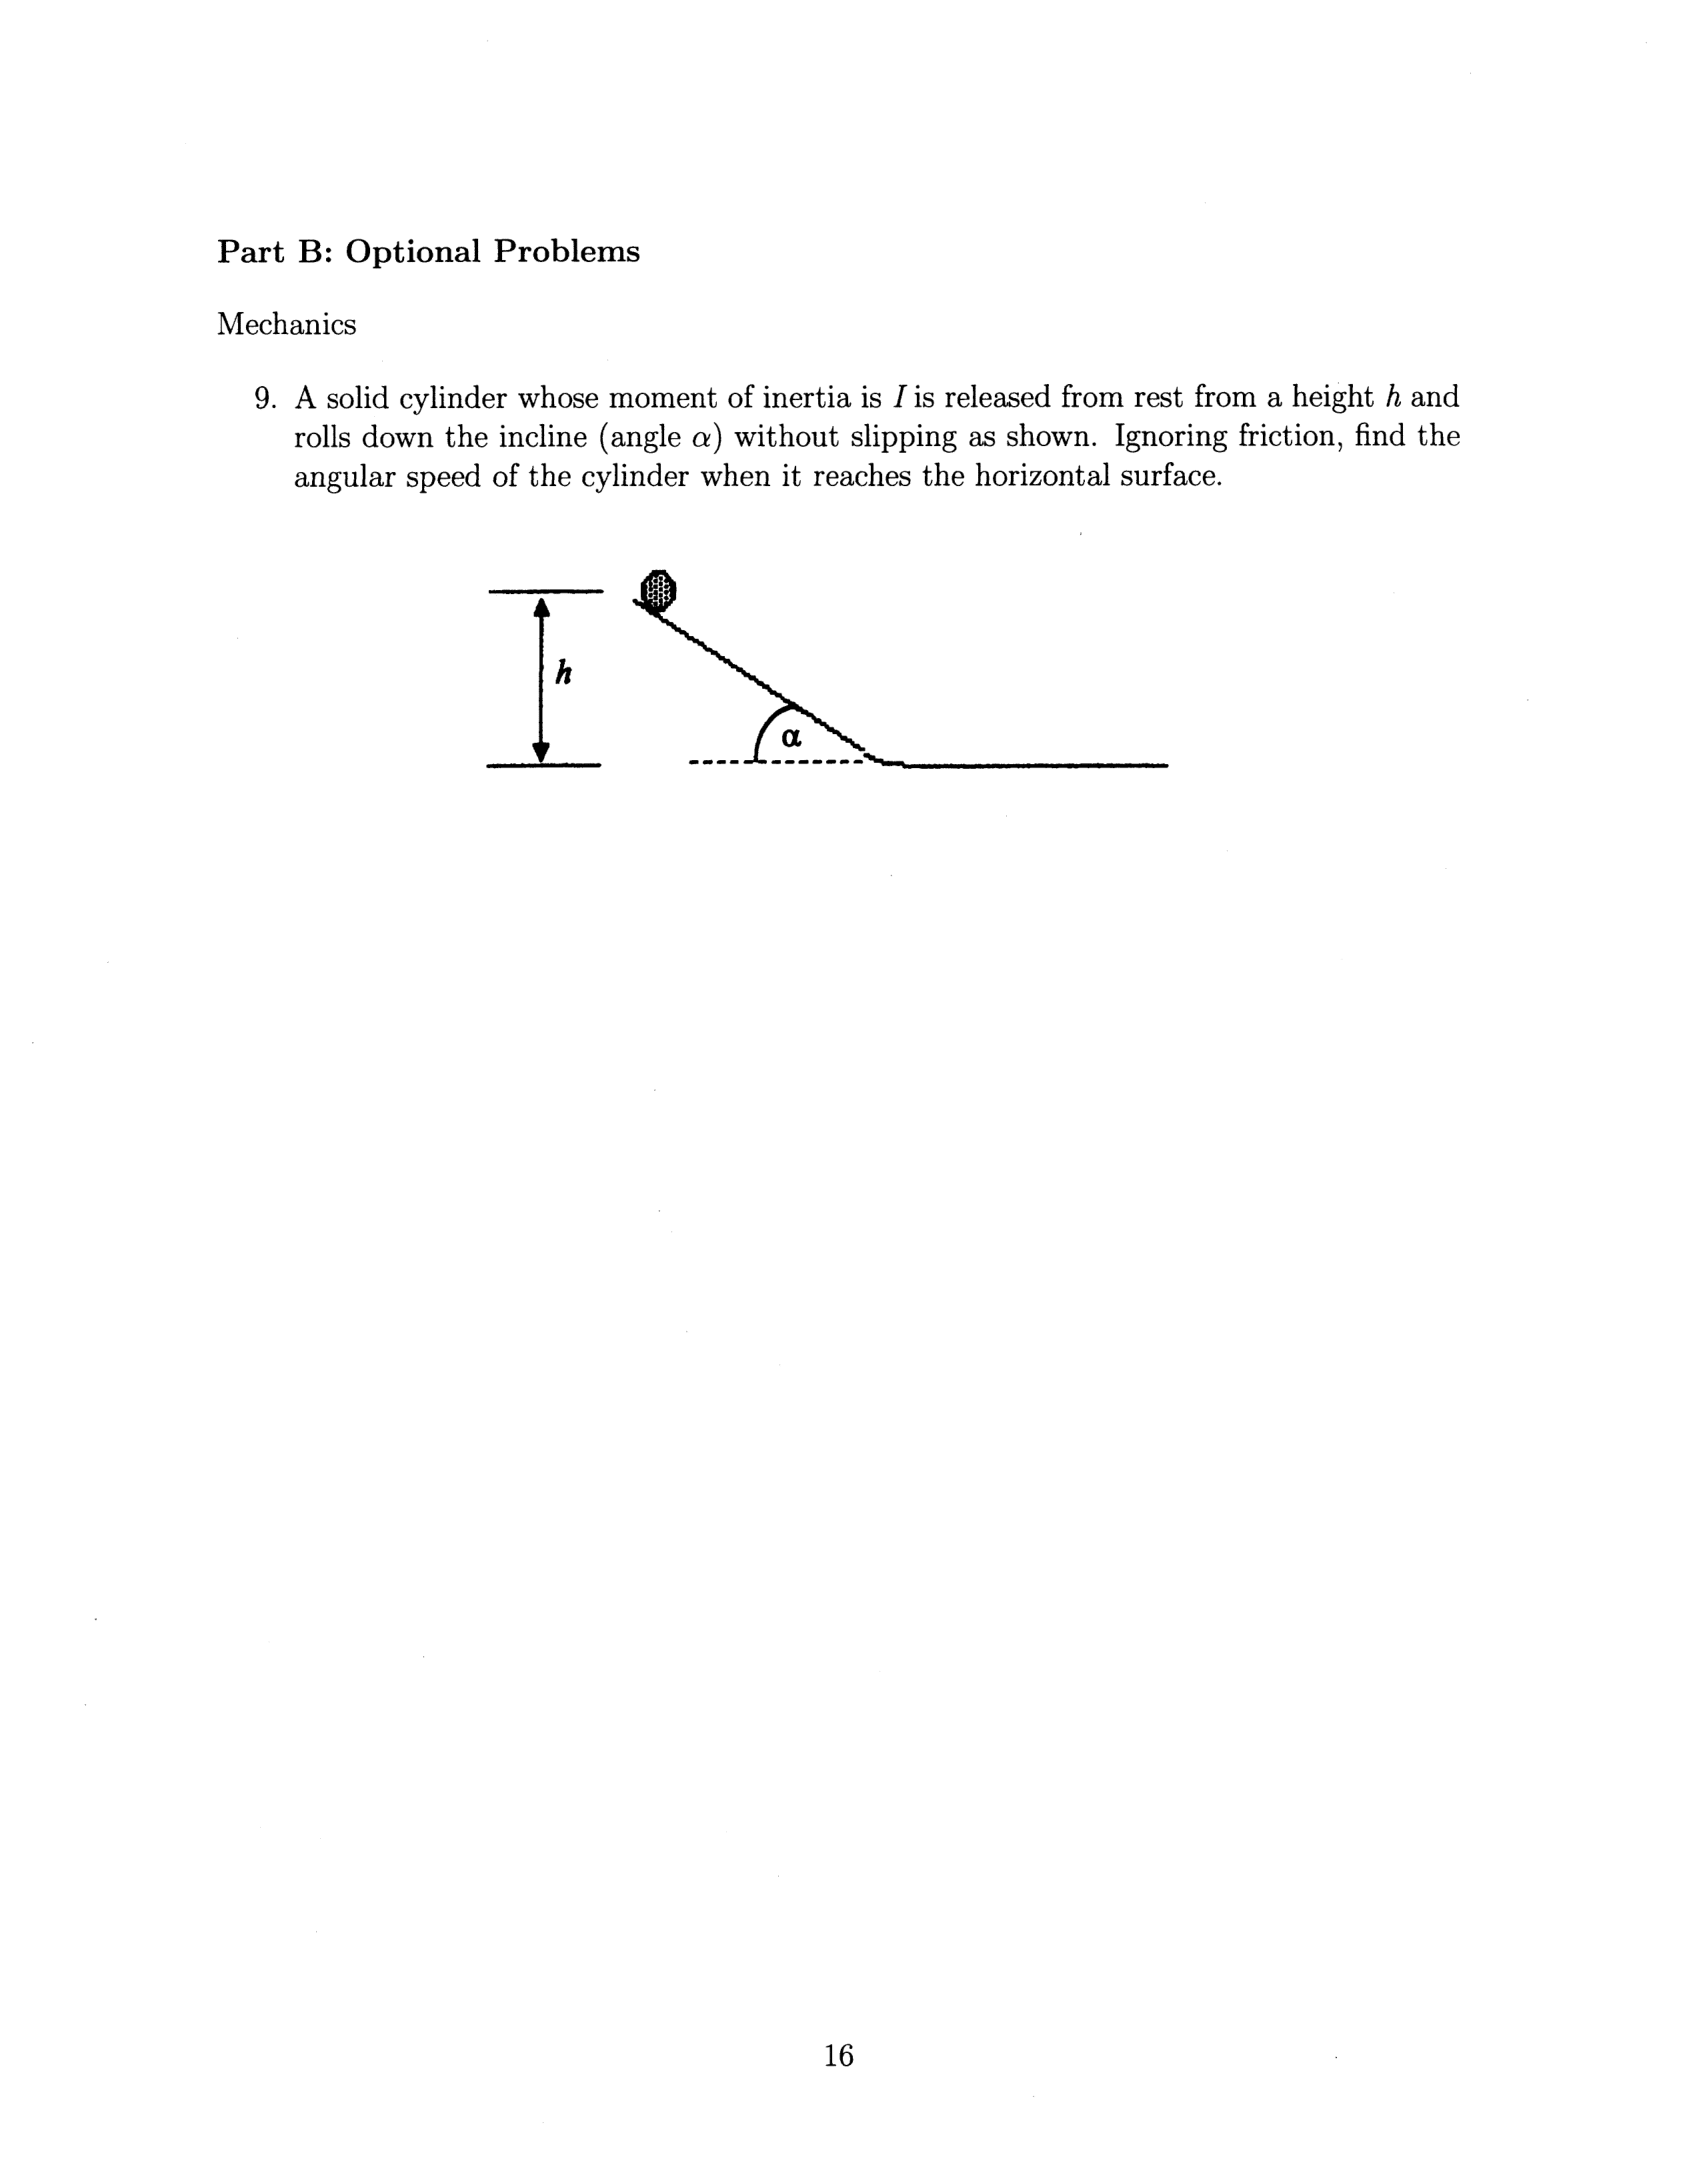 Part B: Optional Problems
Mechanics
9. A solid cylinder whose moment of inertia is I is released from rest from a height h and
rolls down the incline (angle α) without slipping as shown. Ignoring friction, find the
angular speed of the cylinder when it reaches the horizontal surface.
h
α
16